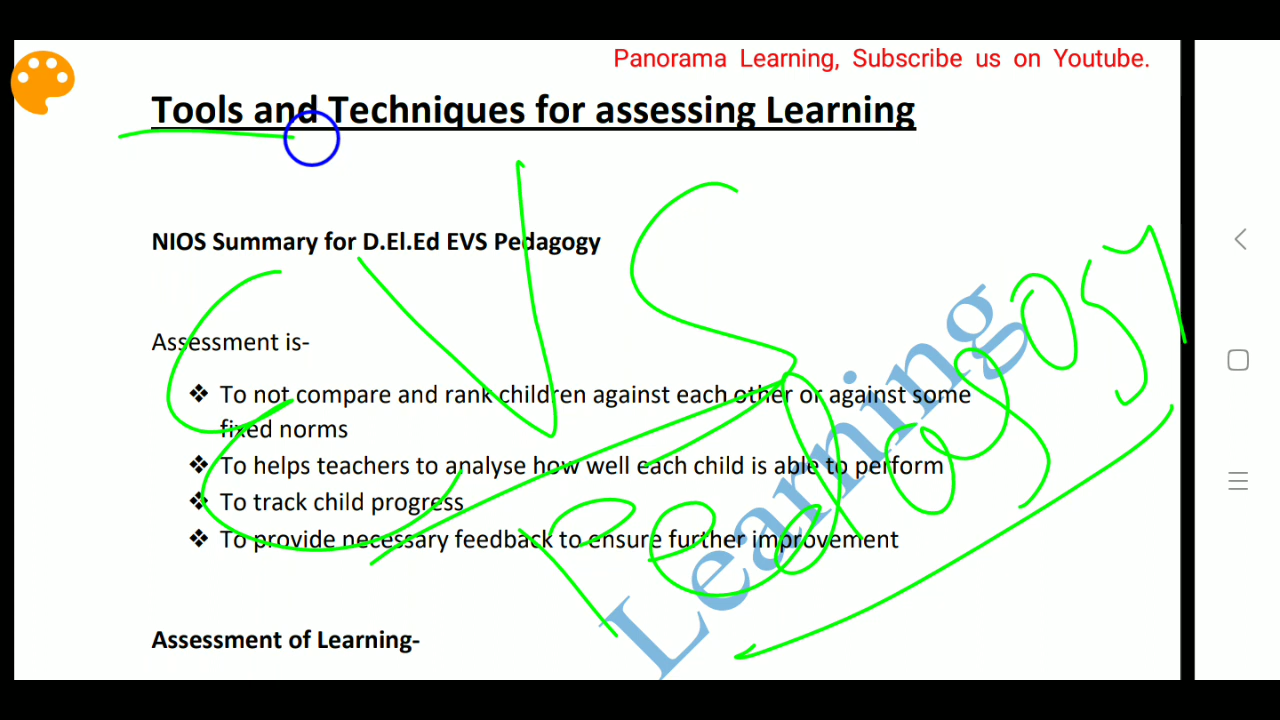 Panorama Learning, Subscribe us on Youtube.
Tools and Techniques for assessing Learning
NIOS Summary for D.El.Ed EVS Pedagogy
Assessment is-
❖ To not compare and rank children against each other or against some
fixed norms
❖ To helps teachers to analyse how well each child is able to perform
❖ To track child progress
❖ To provide necessary feedback to ensure further improvement
Assessment of Learning-
Learning
EVS
Pedagogy